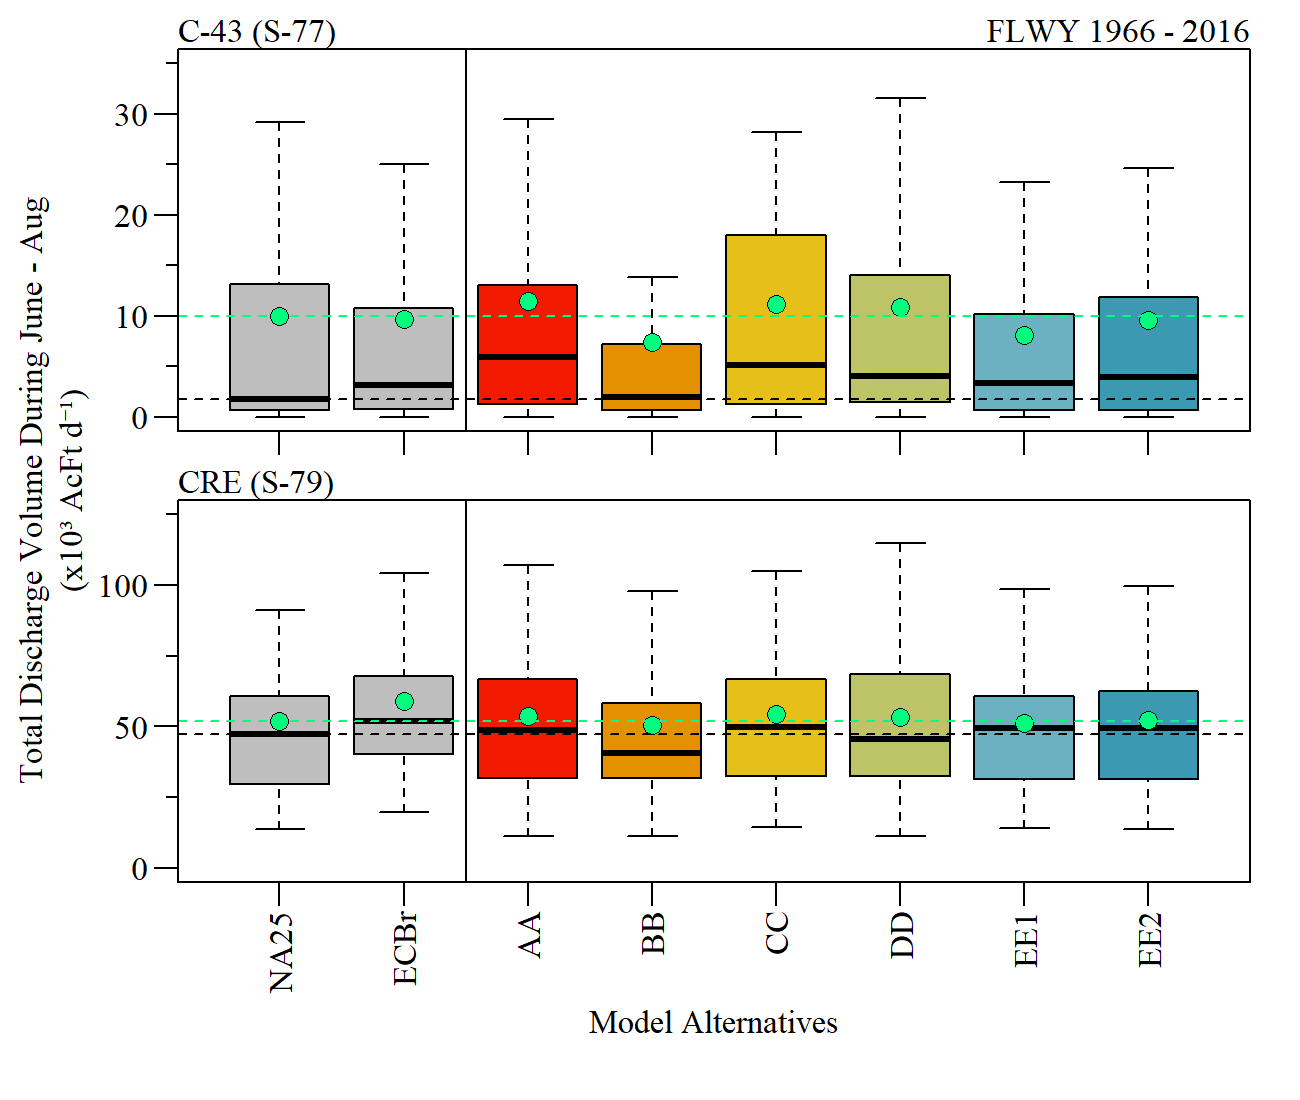 C-43 (S-77)
FLWY 1966 - 2016
30
20
10
0
Total Discharge Volume During June - Aug
(x10³ AcFt d⁻¹)
CRE (S-79)
100
50
0
NA25
ECBr
AA
BB
CC
DD
EE1
EE2
Model Alternatives